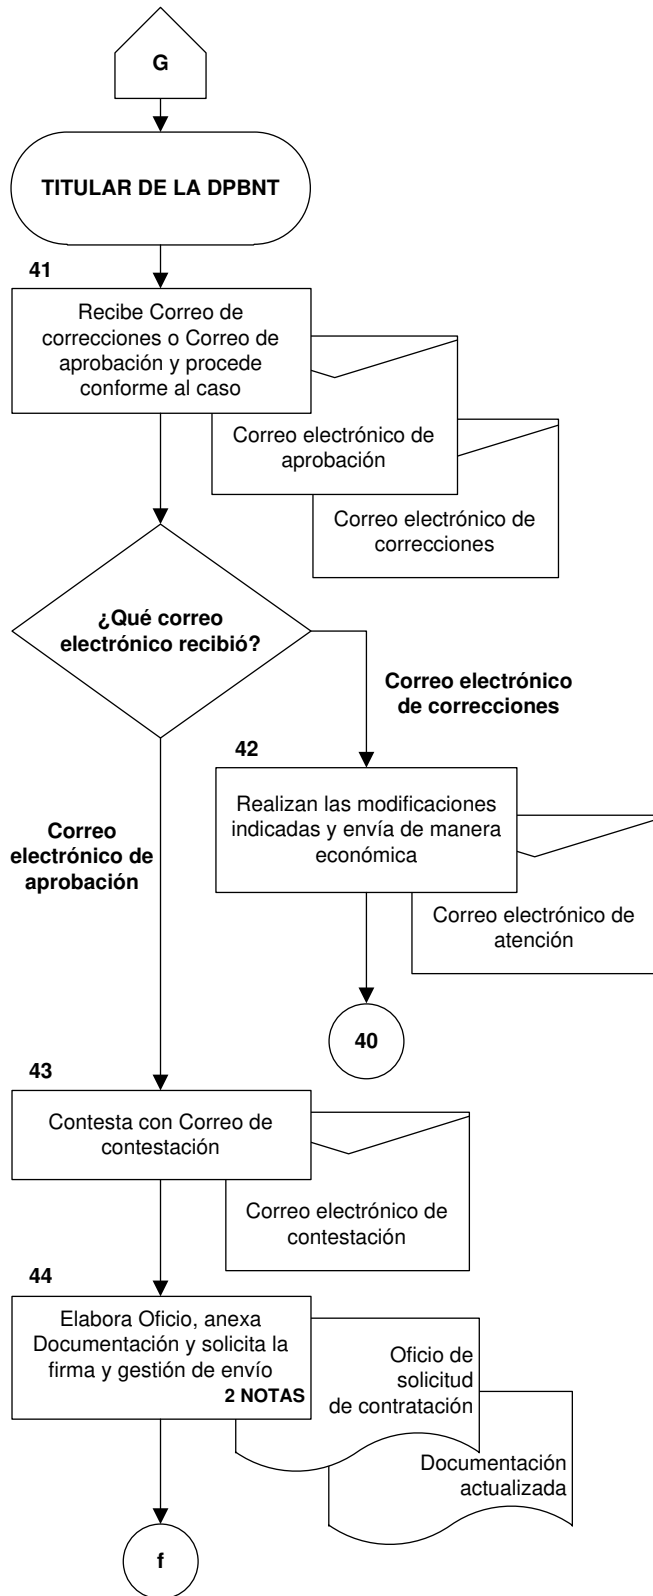 G
TITULAR DE LA DPBNT
41
Recibe Correo de
correcciones o Correo de
aprobación y procede
conforme al caso
Correo electrónico de
aprobación
Correo electrónico de
correcciones
¿Qué correo
electrónico recibió?
Correo electrónico
de correcciones
42
Realizan las modificaciones
indicadas y envía de manera
económica
Correo electrónico de
atención
40
Correo
electrónico de
aprobación
43
Contesta con Correo de
contestación
Correo electrónico de
contestación
44
Elabora Oficio, anexa
Documentación y solicita la
firma y gestión de envío
2 NOTAS
Oficio de
solicitud
de contratación
Documentación
actualizada
f